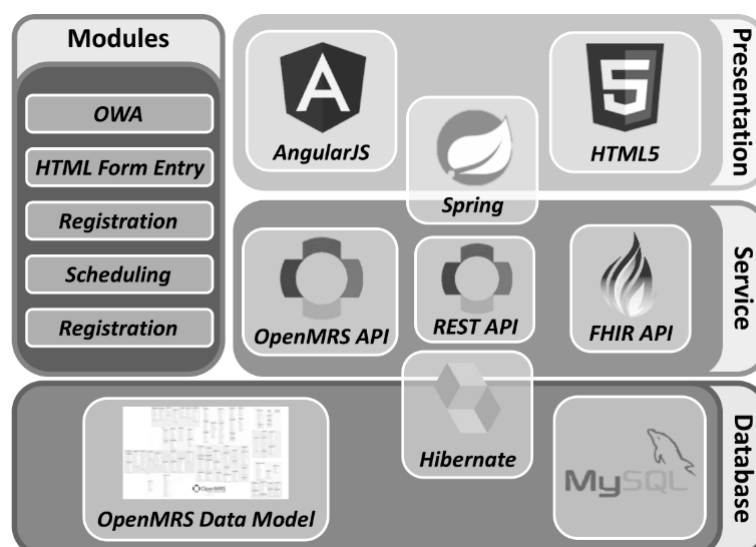 Modules
OWA
HTML Form Entry
Registration
Scheduling
Registration
Presentation
AngularJS
HTML5
Spring
Service
OpenMRS API
REST API
FHIR API
Database
Hibernate
OpenMRS
OpenMRS Data Model
MySQL